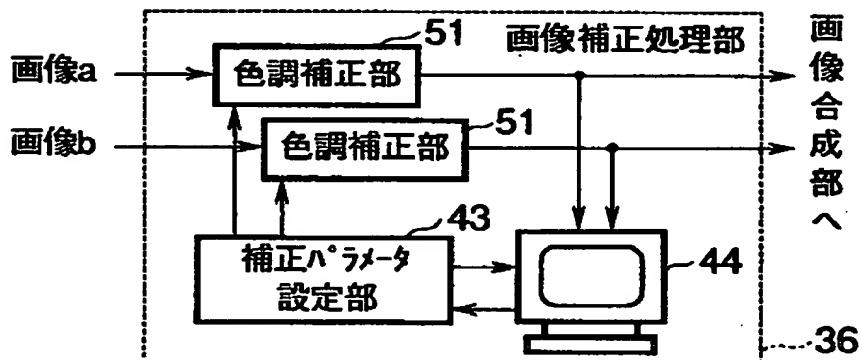 51
画像補正処理部
画像a
色調補正部
画像合成部へ
51
画像b
色調補正部
43
補正パラメータ
設定部
44
36